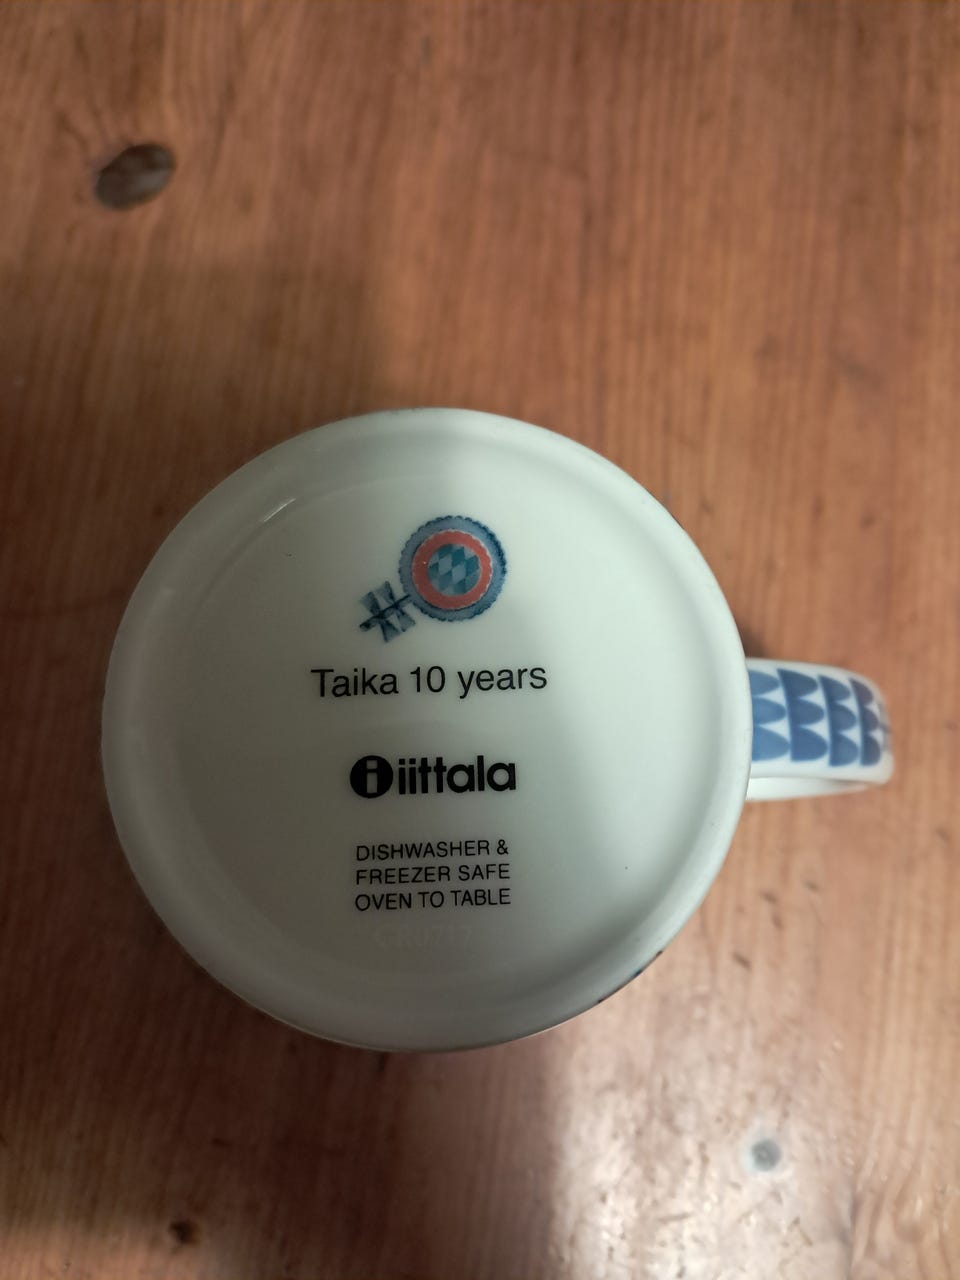 Taika 10 years
iittala
DISHWASHER &
FREEZER SAFE
OVEN TO TABLE